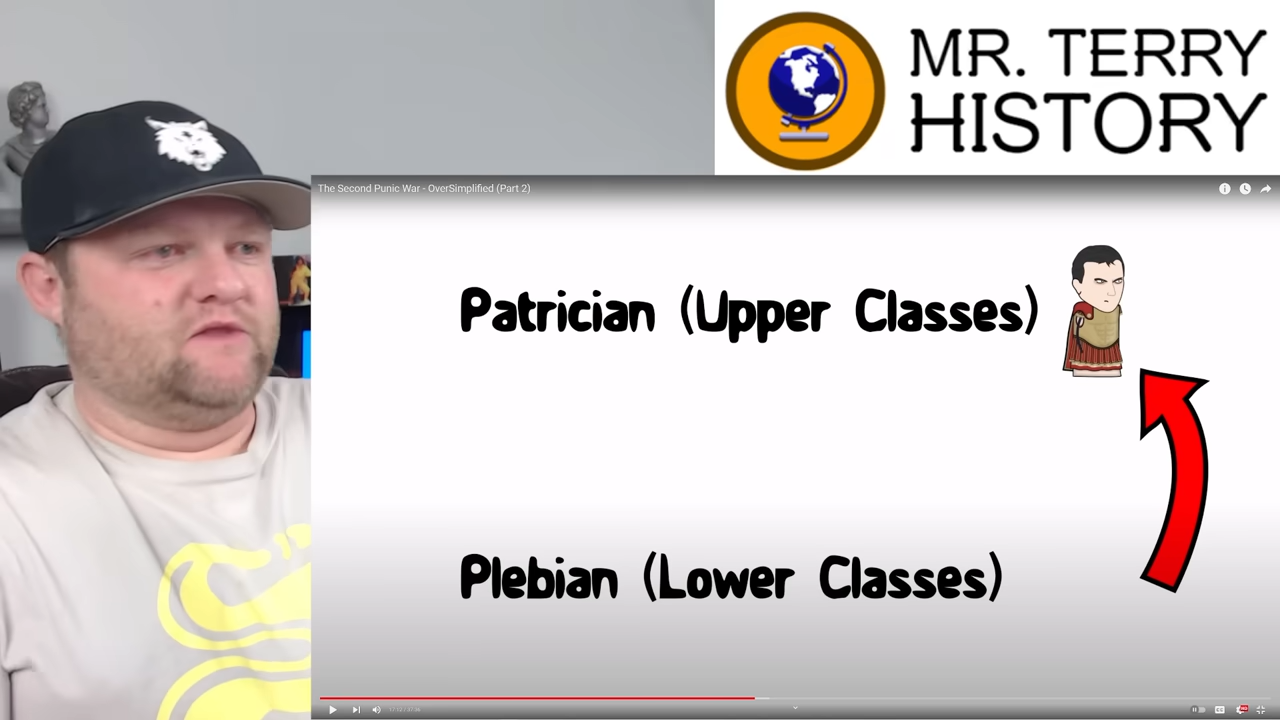 MR. TERRY
HISTORY
The Second Punic War - OverSimplified (Part 2)
Patrician (Upper Classes)
Plebian (Lower Classes)